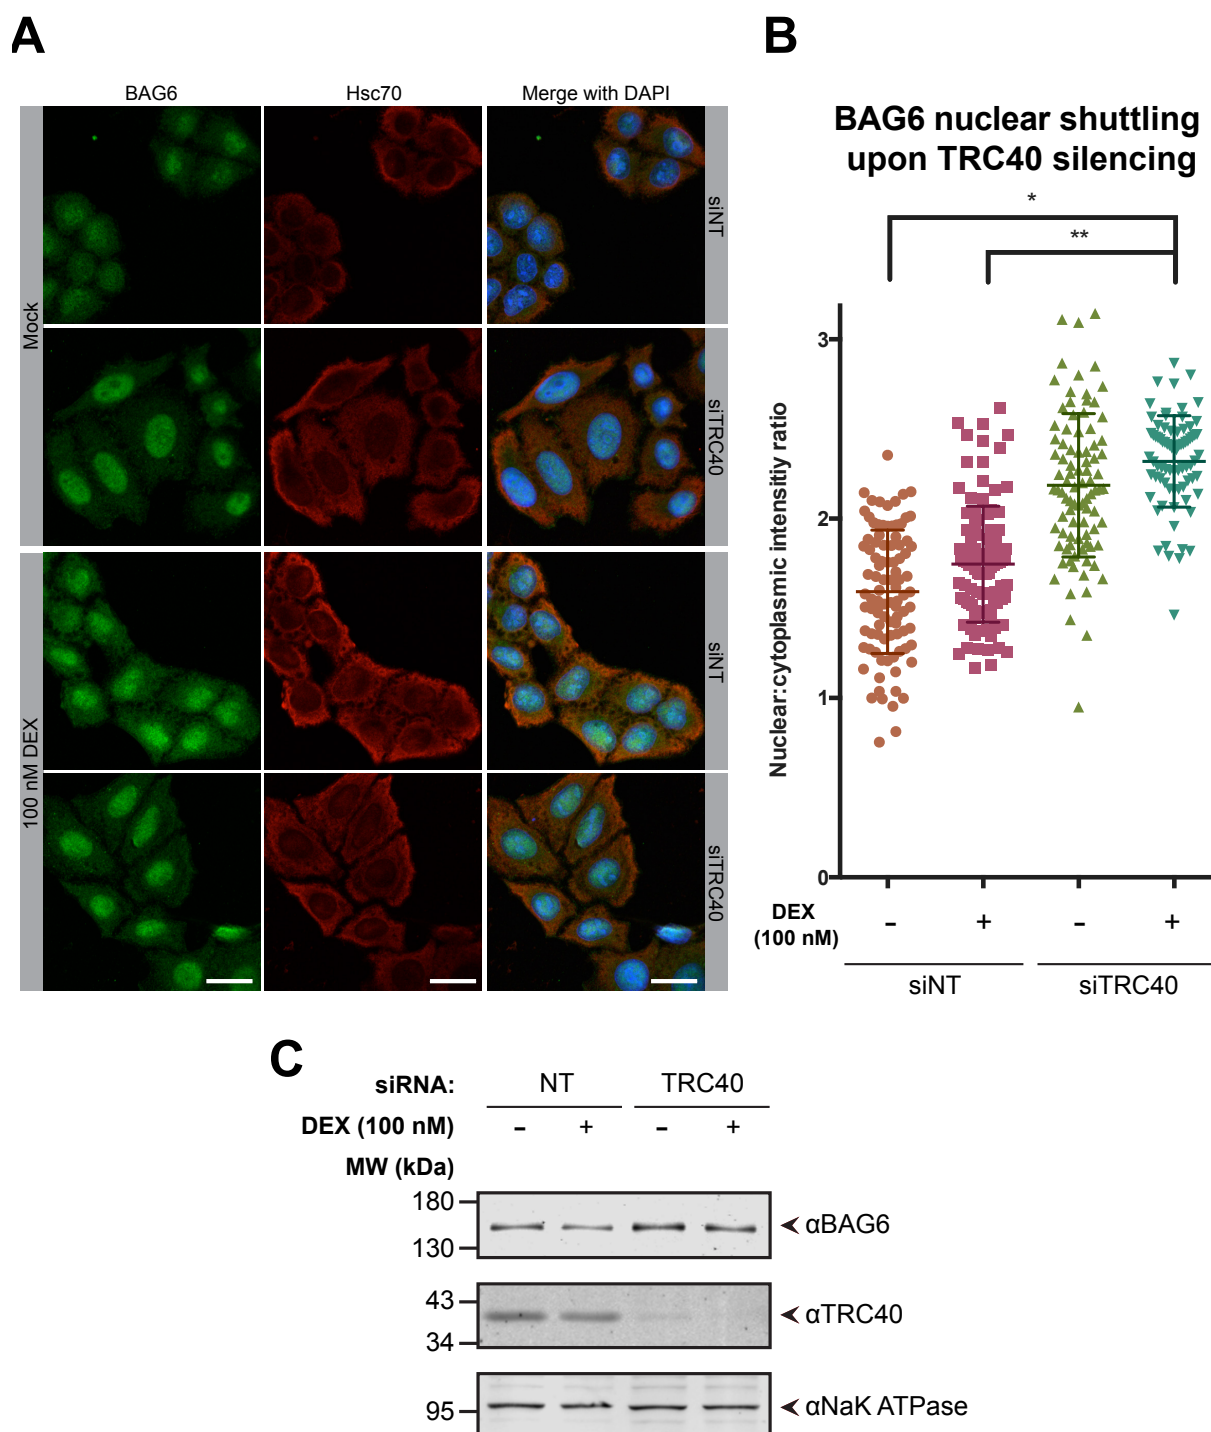 A
BAG6
Hsc70
Merge with DAPI
Mock
siNT
siTRC40
100 nM DEX
siNT
siTRC40
B
BAG6 nuclear shuttling
upon TRC40 silencing
*
**
Nuclear:cytoplasmic intensitiy ratio
3
2
1
0
DEX
(100 nM)
- + - +
siNT siTRC40
C
siRNA: NT TRC40
DEX (100 nM) - + - +
MW (kDa)
180
αBAG6
130
43
αTRC40
34
95
αNaK ATPase